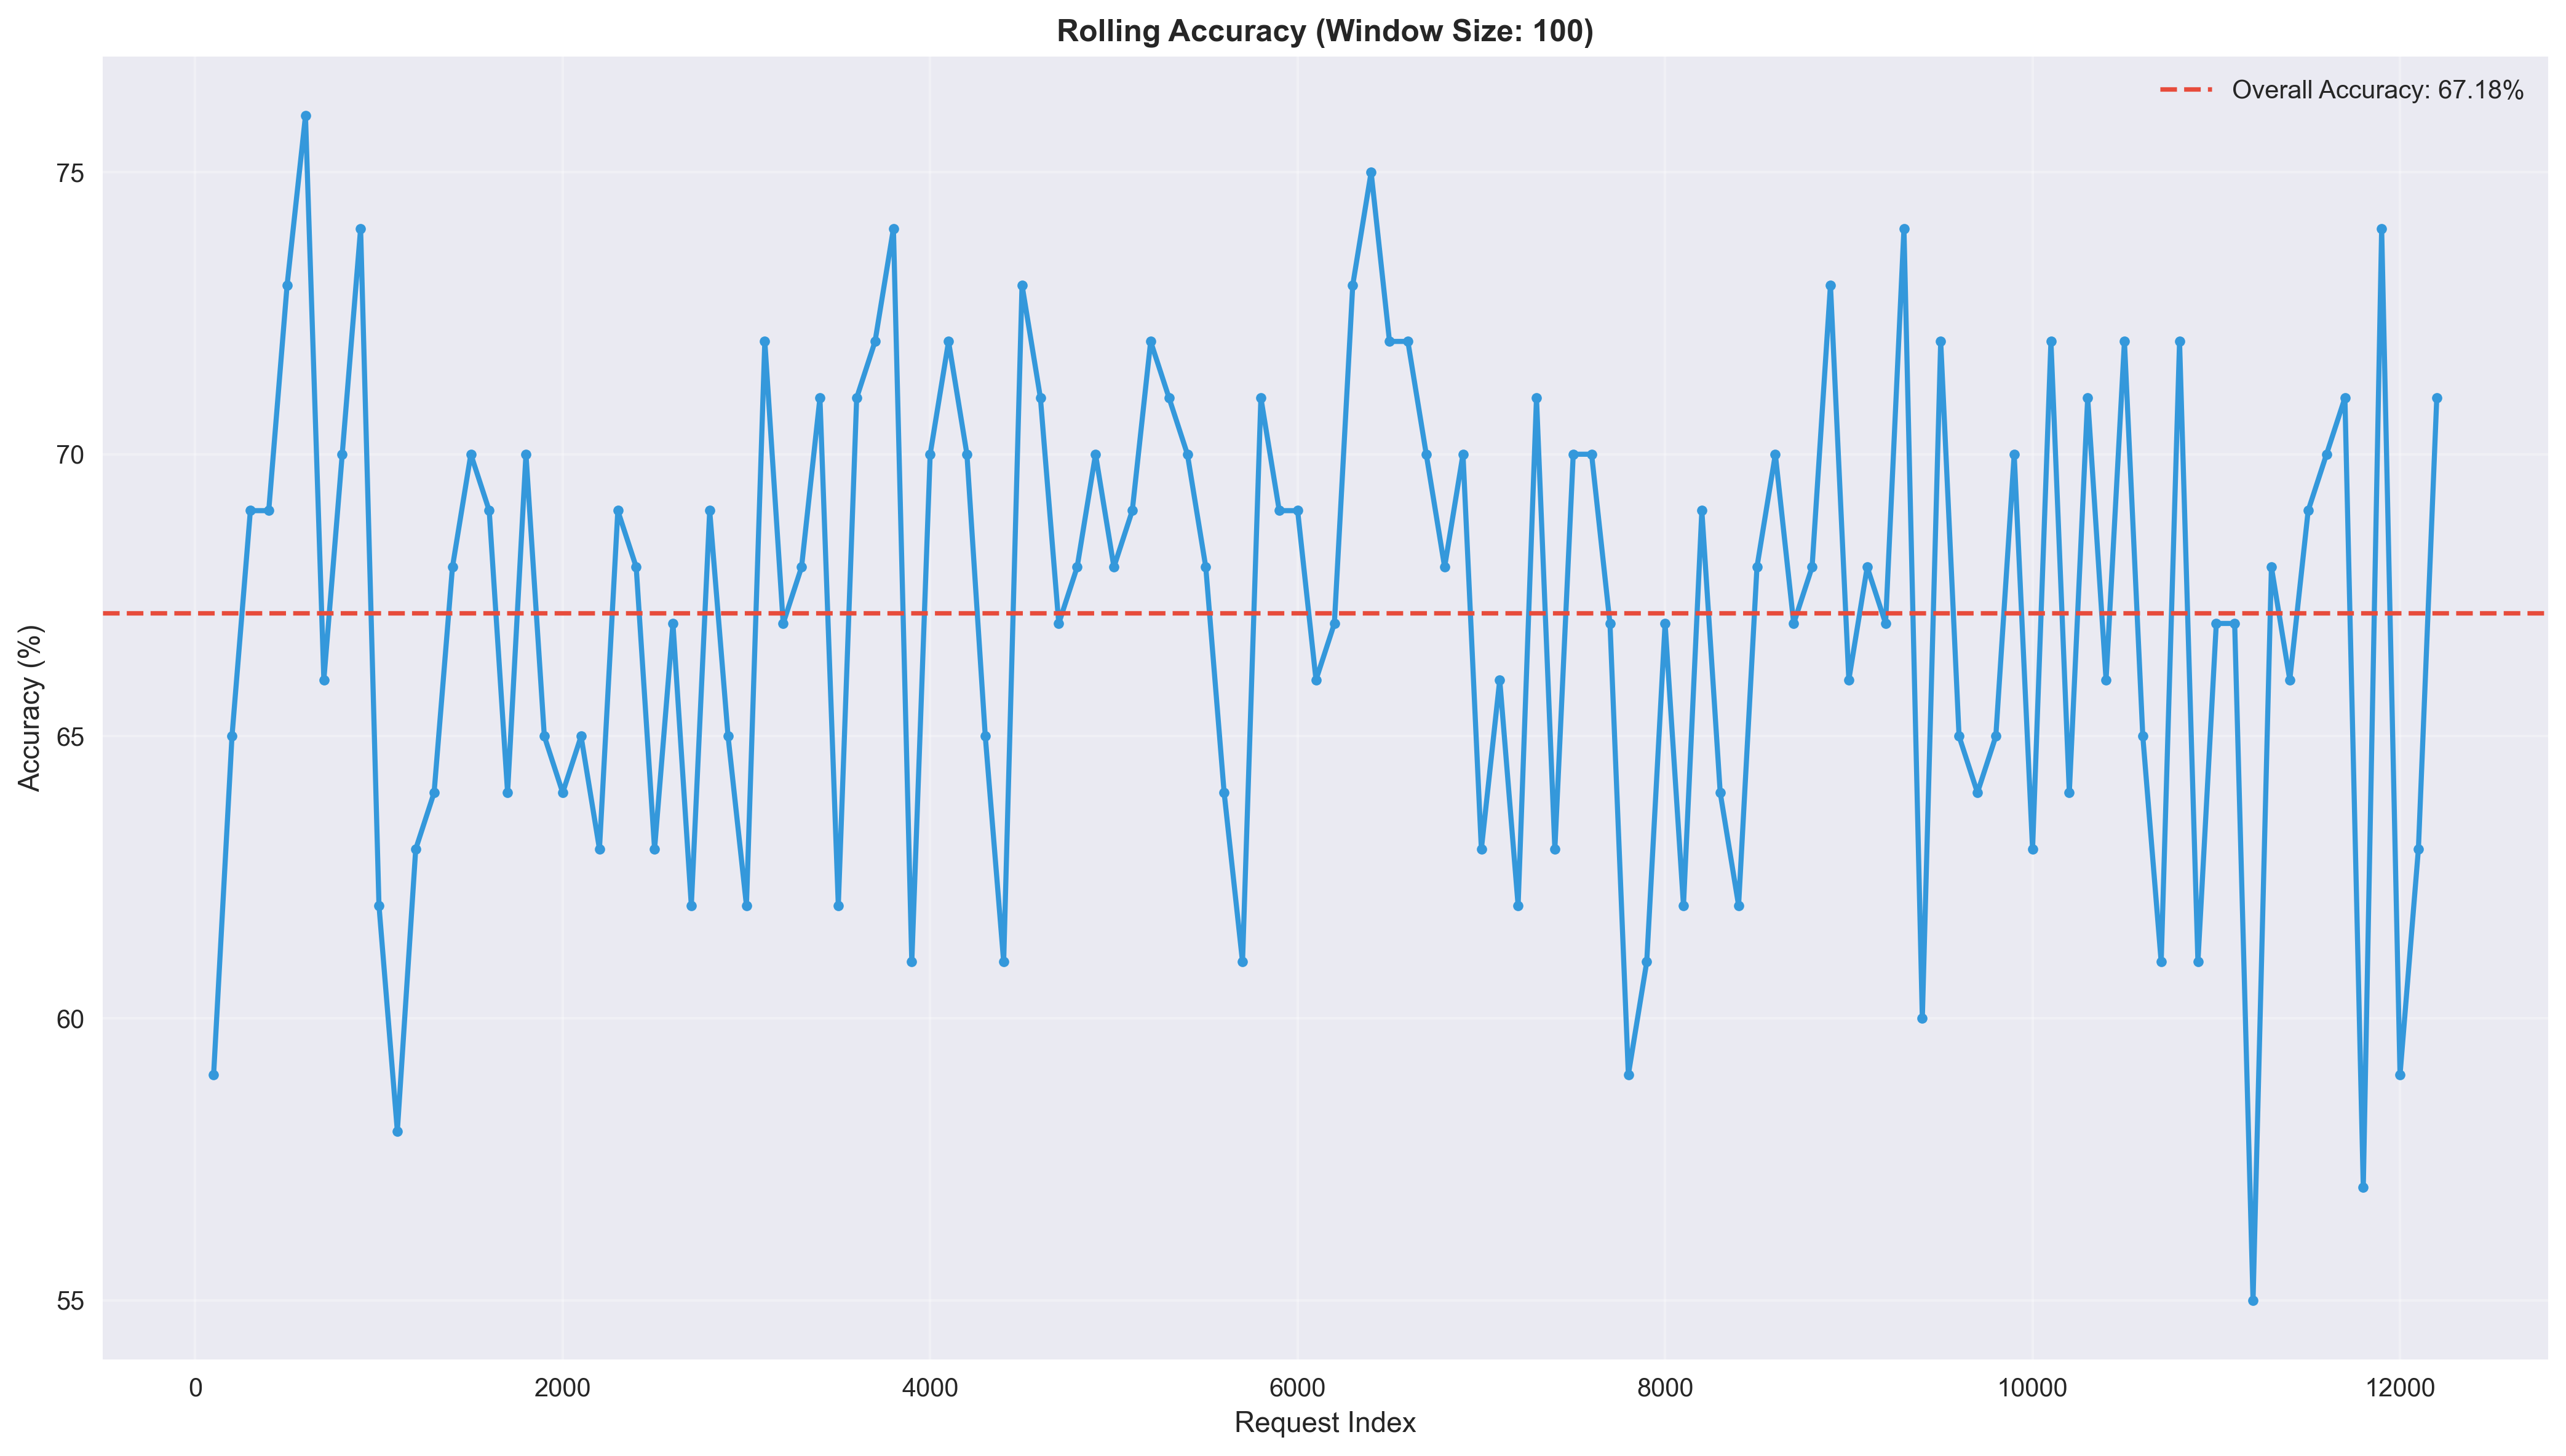 Rolling Accuracy (Window Size: 100)
Overall Accuracy: 67.18%
Accuracy (%)
75
70
65
60
55
0 2000 4000 6000 8000 10000 12000
Request Index